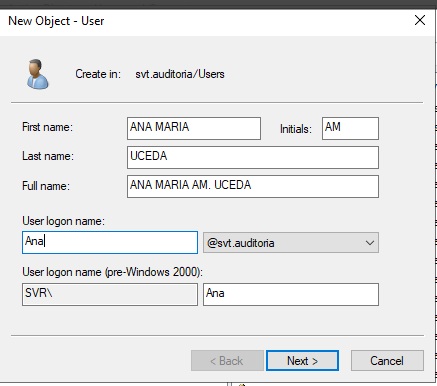 New Object - User
Create in: svt.auditoria/Users
First name: ANA MARIA Initials: AM
Last name: UCEDA
Full name: ANA MARIA AM. UCEDA
User logon name:
Ana @svt.auditoria
User logon name (pre-Windows 2000):
SVR\ Ana
< Back Next > Cancel